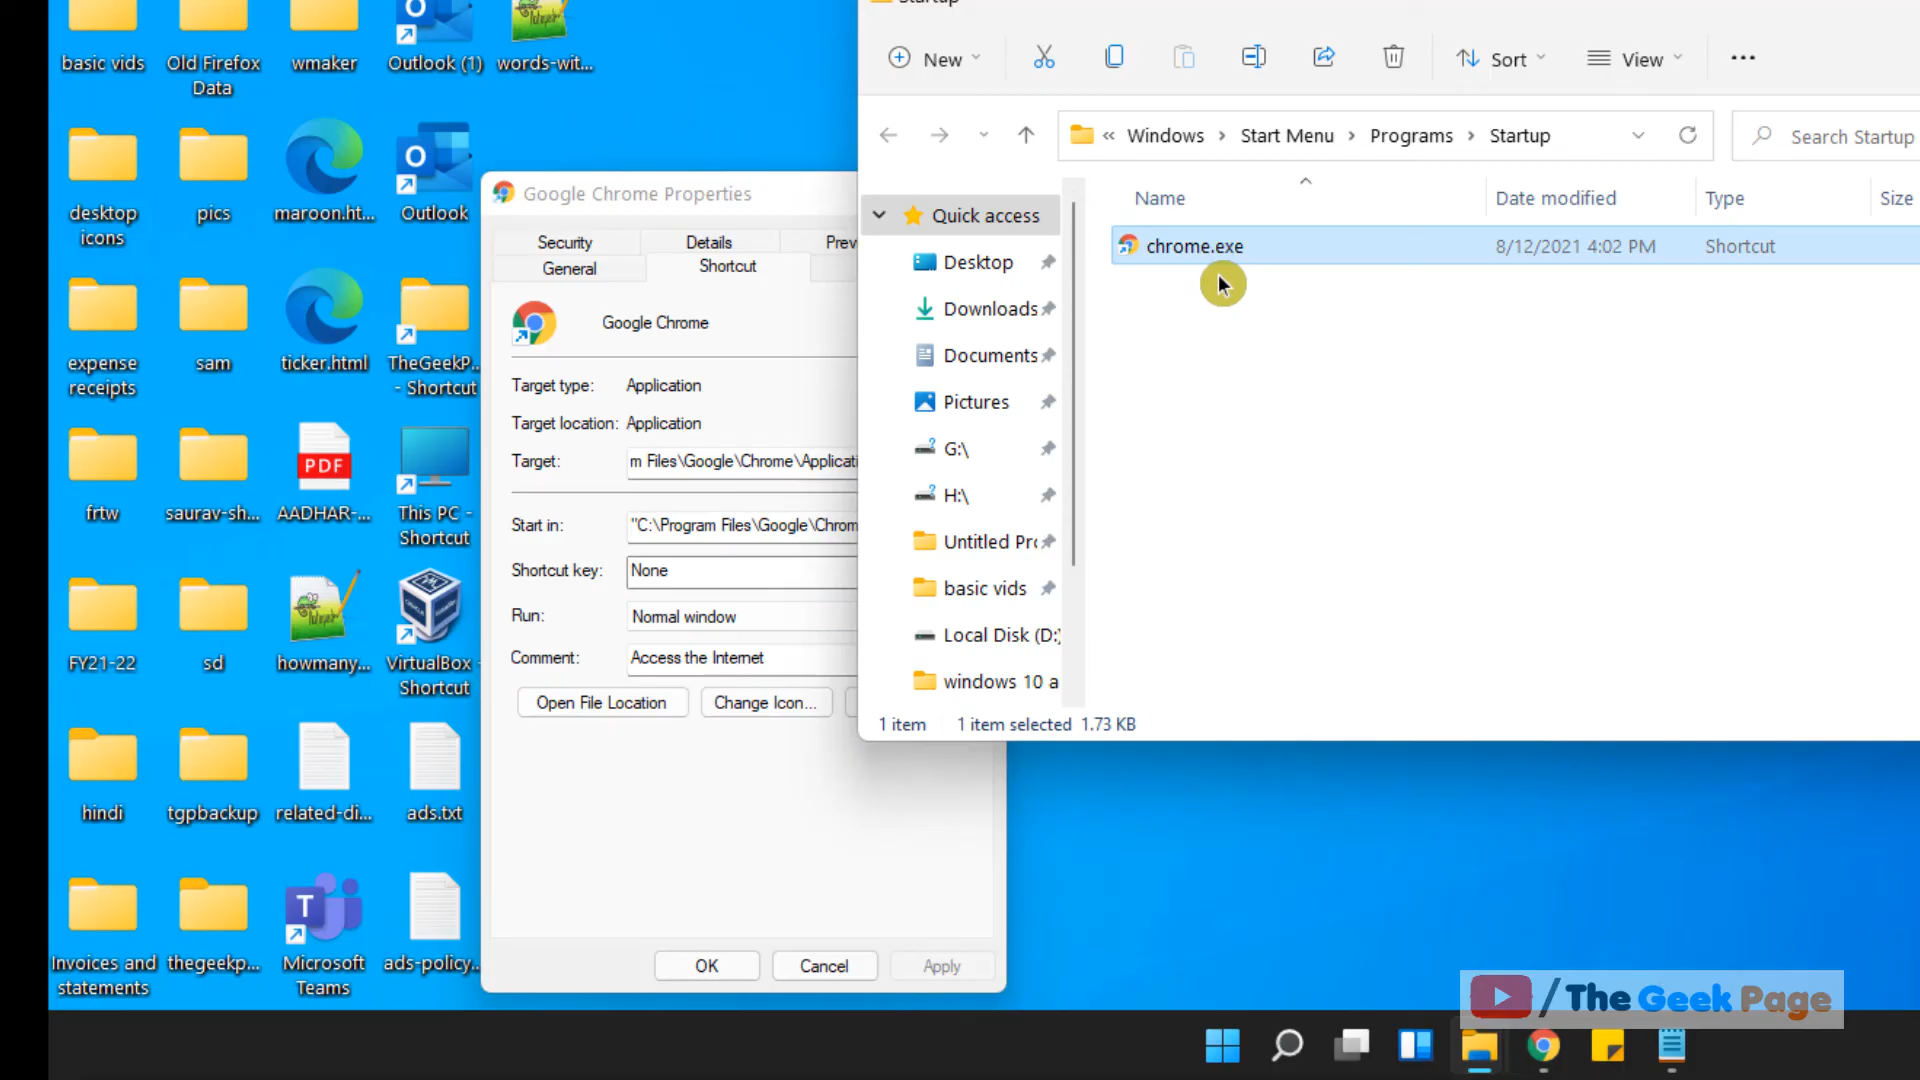 basic vids
Old Firefox
Data
wmaker
Outlook (1)
words-wit...
desktop
icons
pics
maroon.ht...
Outlook
expense
receipts
sam
ticker.html
TheGeekP...
- Shortcut
frtw
saurav-sh...
PDF
AADHAR-...
This PC -
Shortcut
FY21-22
sd
howmany...
VirtualBox -
Shortcut
hindi
tgpbackup
related-di...
ads.txt
Invoices and
statements
thegeekp...
Microsoft
Teams
ads-policy...
Google Chrome Properties
Security
Details
Prev
General
Shortcut
Google Chrome
Target type:
Application
Target location:
Application
Target:
m Files\Google\Chrome\Applicati
Start in:
"C:\Program Files\Google\Chrom
Shortcut key:
None
Run:
Normal window
Comment:
Access the Internet
Open File Location
Change Icon...
OK
Cancel
Apply
Startup
New
Sort
View
« Windows > Start Menu > Programs > Startup
Search Startup
Name
Date modified
Type
Size
chrome.exe
8/12/2021 4:02 PM
Shortcut
Quick access
Desktop
Downloads
Documents
Pictures
G:\
H:\
Untitled Pro
basic vids
Local Disk (D:)
windows 10 a
1 item
1 item selected 1.73 KB
/The Geek Page